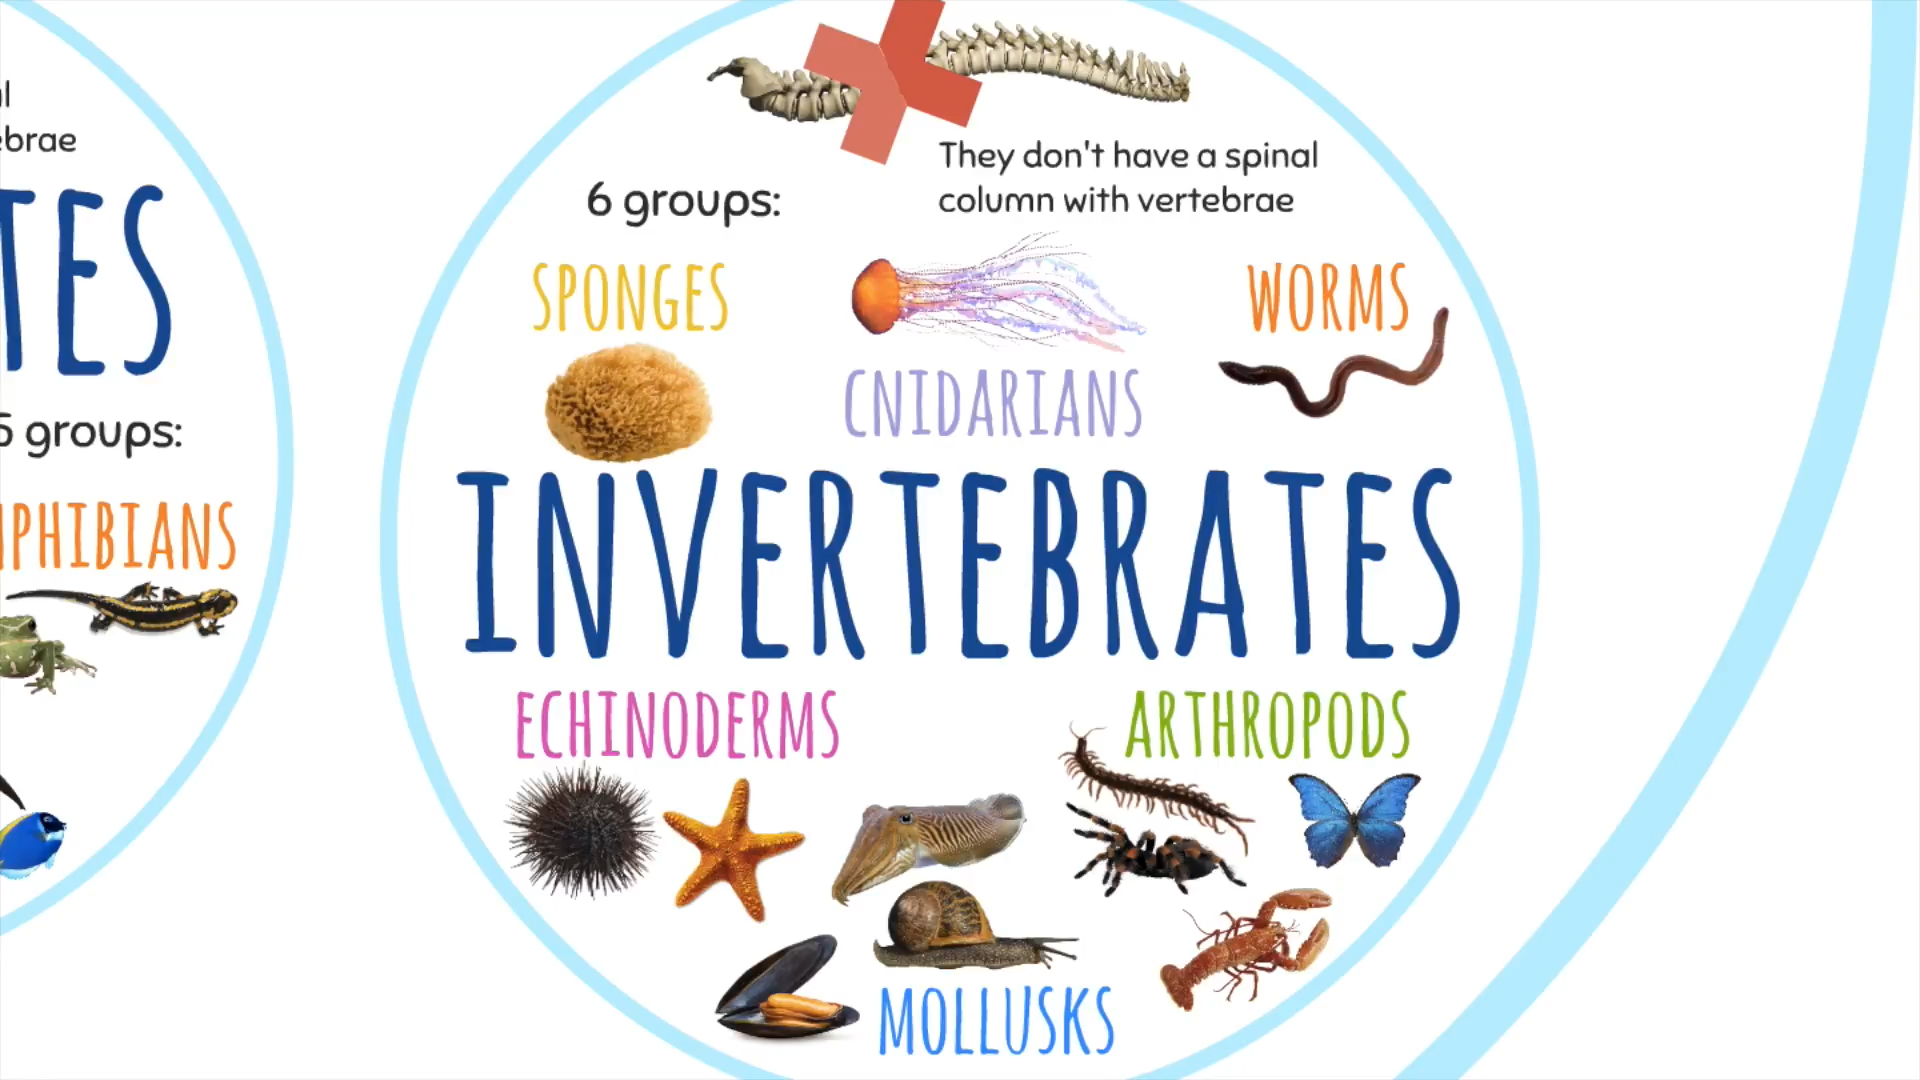 ebrae
TES
groups:
PHIBIANS
They don't have a spinal
column with vertebrae
6 groups:
SPONGES
WORMS
CNIDARIANS
INVERTEBRATES
ECHINODERMS
ARTHROPODS
MOLLUSKS